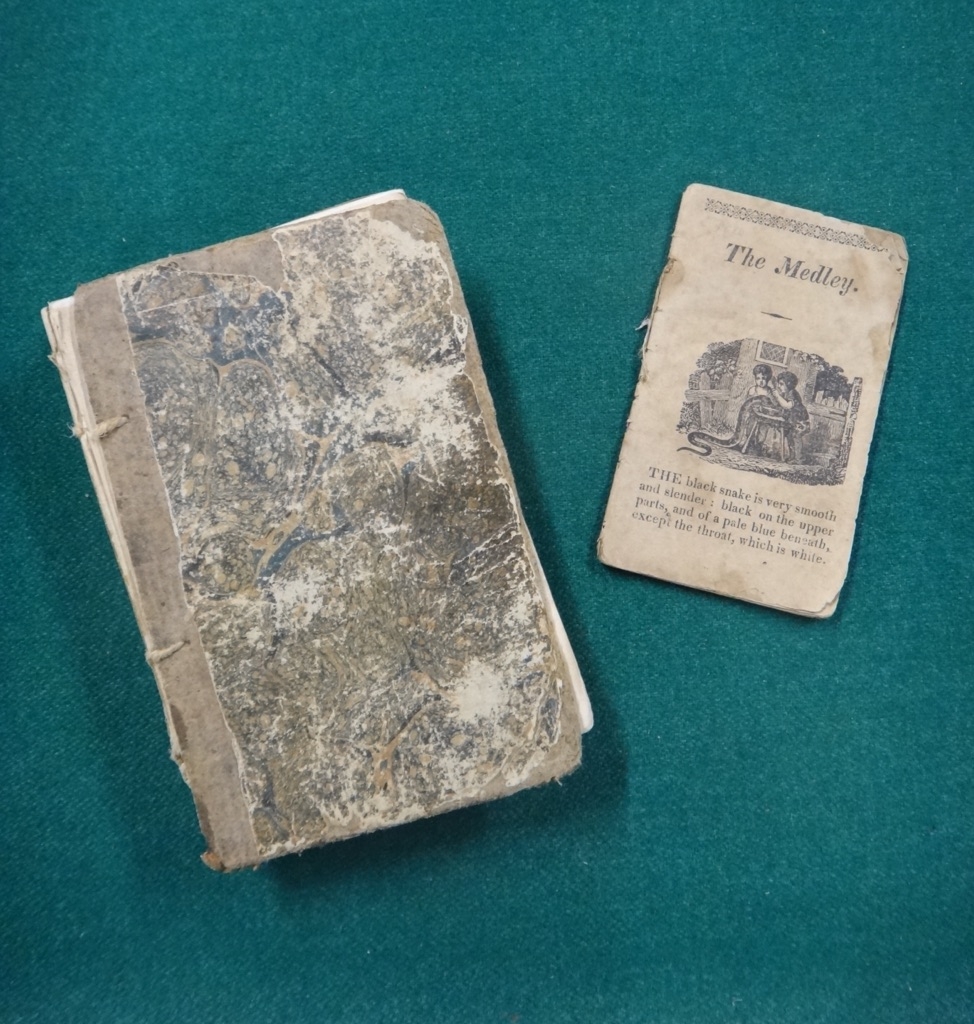 The Medley.
THE black snake is very smooth
and slender : black on the upper
parts, and of a pale blue beneath,
except the throat, which is white.